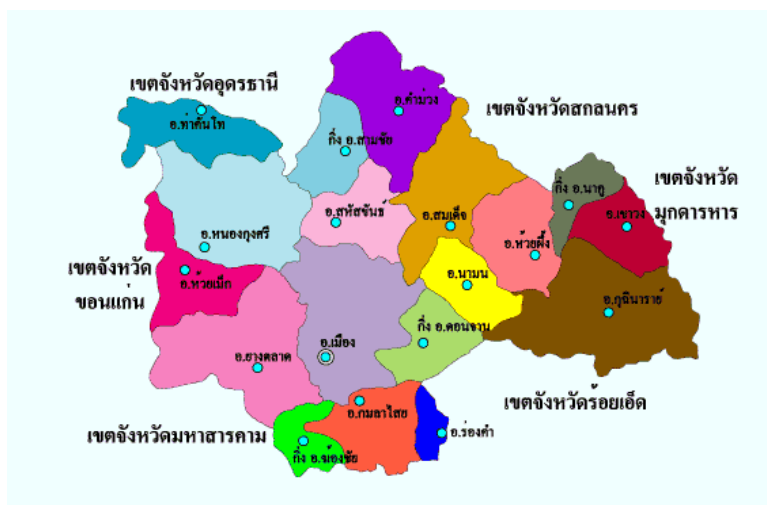 เขตจังหวัดอุดรธานี
อ.คำม่วง
เขตจังหวัดสกลนคร
อ.ท่าคันโท
กิ่ง อ.สามชัย
เขตจังหวัด
มุกดาหาร
กิ่ง อ.นาคู
อ.สหัสขันธ์
อ.สมเด็จ
อ.เขาวง
อ.หนองกุงศรี
อ.ห้วยผึ้ง
เขตจังหวัด
ขอนแก่น
อ.ห้วยเม็ก
อ.นามน
อ.กุฉินาราย์
กิ่ง อ.ดอนจาน
อ.เมือง
อ.ยางตลาด
อ.กมลาไสย
เขตจังหวัดร้อยเอ็ด
เขตจังหวัดมหาสารคาม
อ.ร่องคำ
กิ่ง อ.ฆ้องชัย